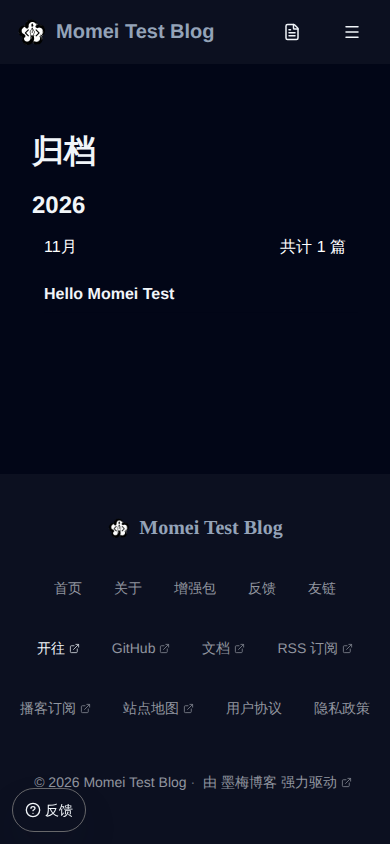 Momei Test Blog
归档
2026
11月 共计 1 篇
Hello Momei Test
Momei Test Blog
首页 关于 增强包 反馈 友链
开往 GitHub 文档 RSS 订阅
播客订阅 站点地图 用户协议 隐私政策
© 2026 Momei Test Blog · 由 墨梅博客 强力驱动
反馈